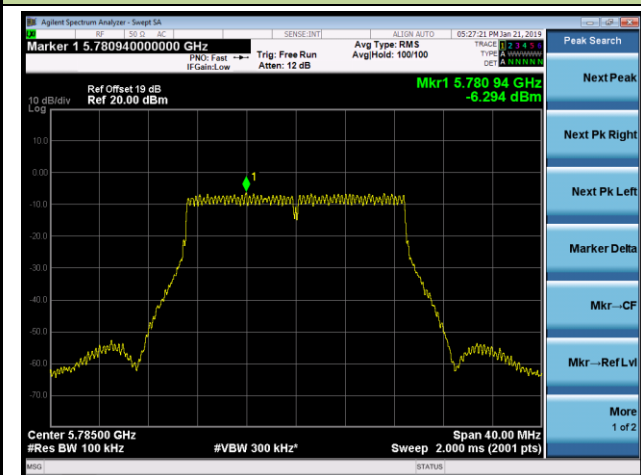 Agilent Spectrum Analyzer - Swept SA
RF 50 Ω AC SENSE:INT ALIGN AUTO 05:27:21 PM Jan 21, 2019
Marker 1 5.780940000000 GHz
PNO: Fast
IFGain:Low
Trig: Free Run
Atten: 12 dB
Avg Type: RMS
Avg|Hold: 100/100
TRACE 1 2 3 4 5 6
TYPE A WWWWW
DET A N N N N N
Peak Search
Mkr1 5.780 94 GHz
-6.294 dBm
Ref Offset 19 dB
10 dB/div Ref 20.00 dBm
Log
10.0
0.00
-10.0
-20.0
-30.0
-40.0
-50.0
-60.0
-70.0
1
Center 5.78500 GHz Span 40.00 MHz
#Res BW 100 kHz #VBW 300 kHz* Sweep 2.000 ms (2001 pts)
MSG STATUS
Next Peak
Next Pk Right
Next Pk Left
Marker Delta
Mkr→CF
Mkr→Ref Lvl
More
1 of 2